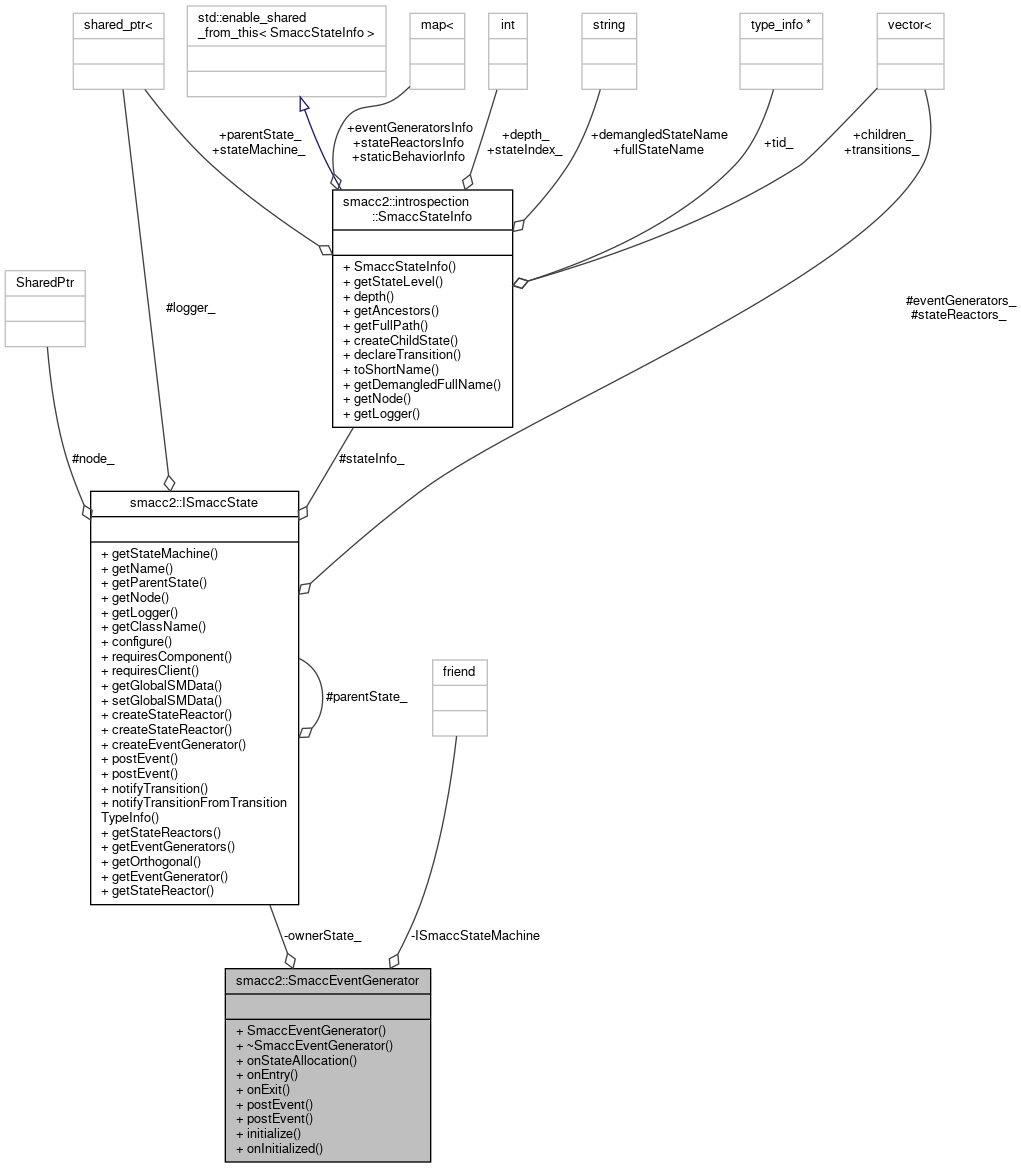 shared_ptr<
std::enable_shared
_from_this< SmaccStateInfo >
map<
int
string
type_info *
vector<
+parentState_
+stateMachine_
+eventGeneratorsInfo
+stateReactorsInfo
+staticBehaviorInfo
+depth_
+stateIndex_
+demangledStateName
+fullStateName
+tid_
+children_
+transitions_
smacc2::introspection
::SmaccStateInfo
+ SmaccStateInfo()
+ getStateLevel()
+ depth()
+ getAncestors()
+ getFullPath()
+ createChildState()
+ declareTransition()
+ toShortName()
+ getDemangledFullName()
+ getNode()
+ getLogger()
SharedPtr
#logger_
#eventGenerators_
#stateReactors_
#node_
#stateInfo_
smacc2::ISmaccState
+ getStateMachine()
+ getName()
+ getParentState()
+ getNode()
+ getLogger()
+ getClassName()
+ configure()
+ requiresComponent()
+ requiresClient()
+ getGlobalSMData()
+ setGlobalSMData()
+ createStateReactor()
+ createStateReactor()
+ createEventGenerator()
+ postEvent()
+ postEvent()
+ notifyTransition()
+ notifyTransitionFromTransition
TypeInfo()
+ getStateReactors()
+ getEventGenerators()
+ getOrthogonal()
+ getEventGenerator()
+ getStateReactor()
#parentState_
friend
-ownerState_
-ISmaccStateMachine
smacc2::SmaccEventGenerator
+ SmaccEventGenerator()
+ ~SmaccEventGenerator()
+ onStateAllocation()
+ onEntry()
+ onExit()
+ postEvent()
+ postEvent()
+ initialize()
+ onInitialized()